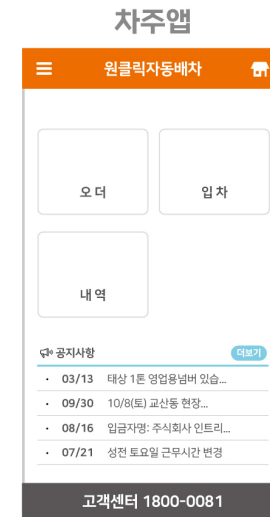 차주앱
원클릭자동배차
오더
입차
내역
공지사항 더보기
· 03/13 태상 1톤 영업용넘버 있습...
· 09/30 10/8(토) 교산동 현장...
· 08/16 입금자명: 주식회사 인트리...
· 07/21 성전 토요일 근무시간 변경
고객센터 1800-0081